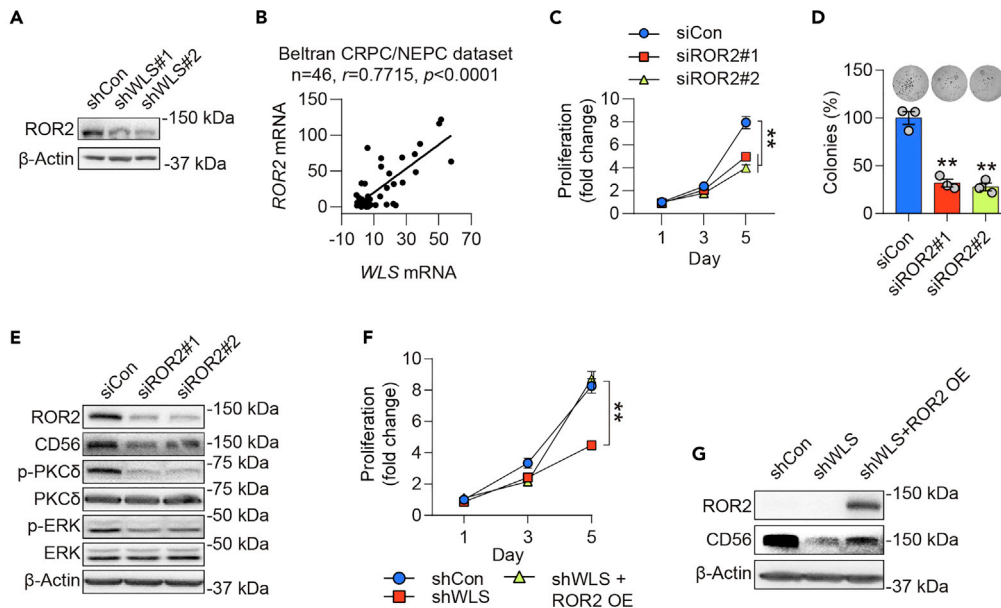 A
shCon
shWLS#1
shWLS#2
ROR2
-150 kDa
β-Actin
-37 kDa
B
Beltran CRPC/NEPC dataset
n=46, r=0.7715, p<0.0001
ROR2 mRNA
150
100
50
0
-10 10 30 50 70
WLS mRNA
C
siCon
siROR2#1
siROR2#2
Proliferation
(fold change)
10
8
6
4
2
0
**
1 3 5
Day
D
Colonies (%)
150
100
50
0
** **
siCon
siROR2#1
siROR2#2
E
siCon
siROR2#1
siROR2#2
ROR2
-150 kDa
CD56
-150 kDa
p-PKCδ
-75 kDa
PKCδ
-75 kDa
p-ERK
-50 kDa
ERK
-50 kDa
β-Actin
-37 kDa
F
Proliferation
(fold change)
10
8
6
4
2
0
**
1 3 5
Day
shCon
shWLS
shWLS +
ROR2 OE
G
shCon
shWLS
shWLS+ROR2 OE
ROR2
-150 kDa
CD56
-150 kDa
β-Actin
-37 kDa